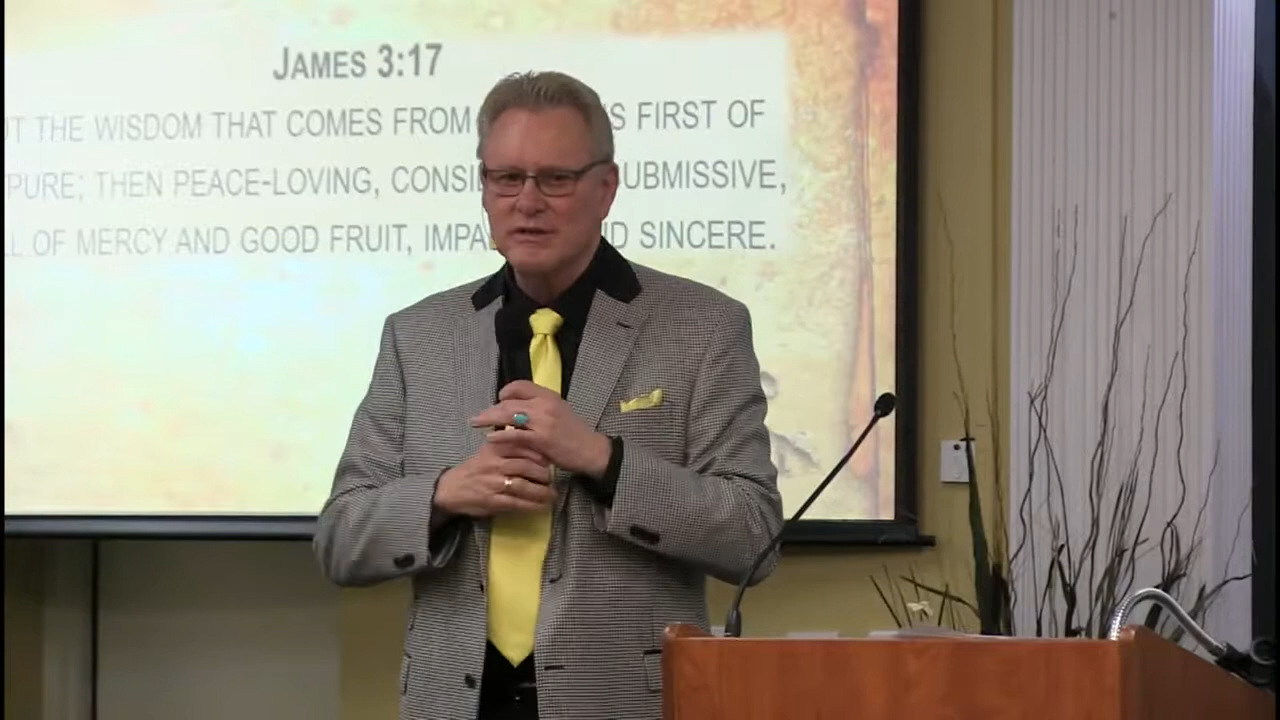 JAMES 3:17
THE WISDOM THAT COMES FROM IS FIRST OF
PURE; THEN PEACE-LOVING, CONSI UBMISSIVE,
OF MERCY AND GOOD FRUIT, IMPA SINCERE.